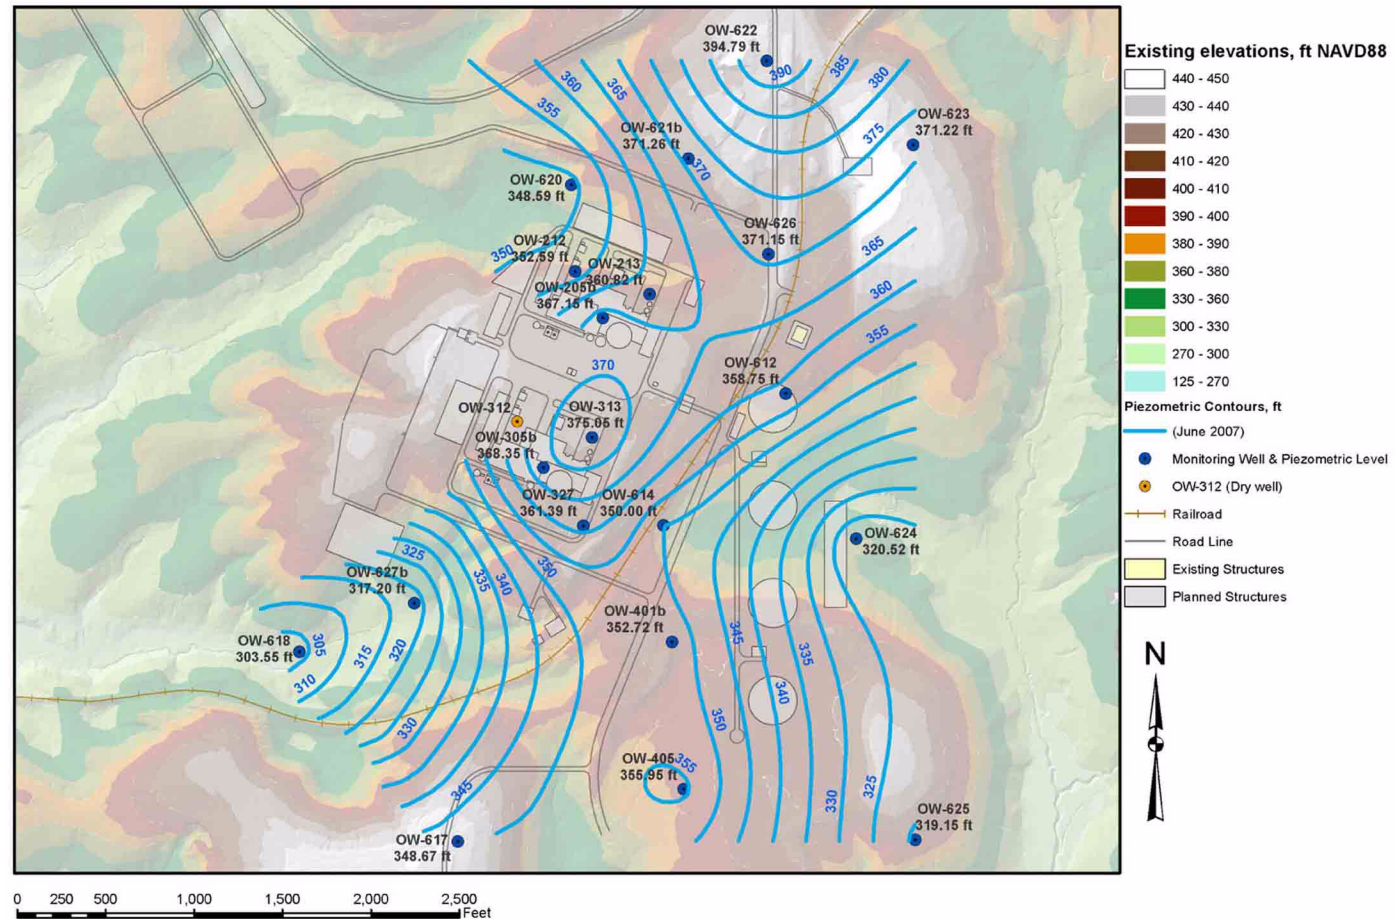 OW-622
394.79 ft
390
385
380
360
365
355
OW-623
371.22 ft
375
OW-621b
371.26 ft
370
OW-620
348.59 ft
OW-626
371.15 ft
350
OW-212
352.59 ft
OW-213
360.82 ft
OW-205b
367.15 ft
365
360
355
370
OW-612
358.75 ft
OW-312
OW-313
375.05 ft
OW-305b
368.35 ft
OW-327
361.39 ft
OW-614
350.00 ft
OW-624
320.52 ft
325
335
340
350
OW-627b
317.20 ft
OW-618
303.55 ft
305
315
320
310
330
345
OW-401b
352.72 ft
345
335
340
350
OW-405
355.95 ft
355
330
325
OW-617
348.67 ft
OW-625
319.15 ft
Existing elevations, ft NAVD88
440 - 450
430 - 440
420 - 430
410 - 420
400 - 410
390 - 400
380 - 390
360 - 380
330 - 360
300 - 330
270 - 300
125 - 270
Piezometric Contours, ft
(June 2007)
Monitoring Well & Piezometric Level
OW-312 (Dry well)
Railroad
Road Line
Existing Structures
Planned Structures
N
0 250 500 1,000 1,500 2,000 2,500
Feet